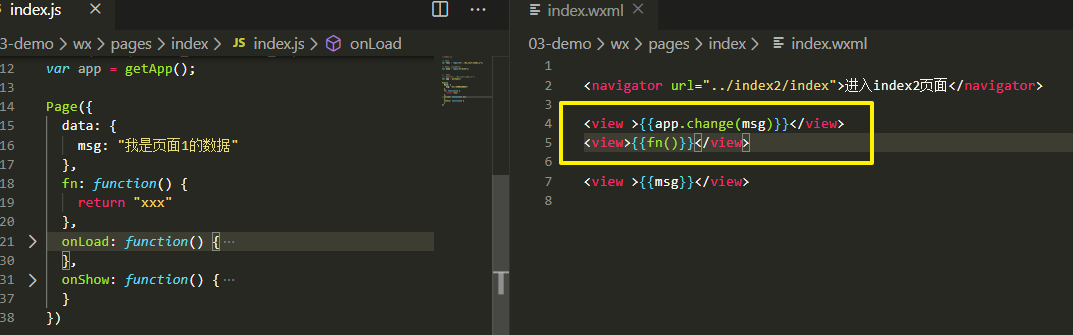 index.js
03-demo > wx > pages > index > JS index.js > onLoad
12 var app = getApp();
13
14 Page({
15 data: {
16 msg: "我是页面1的数据"
17 },
18 fn: function() {
19 return "xxx"
20 },
21 onLoad: function() {…
30 },
31 onShow: function() {…
37 }
38 })
index.wxml
03-demo > wx > pages > index > index.wxml
1
2 <navigator url="../index2/index">进入index2页面</navigator>
3
4 <view >{{app.change(msg)}}</view>
5 <view>{{fn()}}</view>
6
7 <view >{{msg}}</view>
8